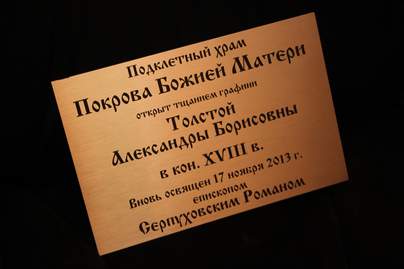 Подклетный храм
Покрова Божией Матери
открыт тщанием графини
Толстой
Александры Борисовны
в кон. XVIII в.
Вновь освящен 17 ноября 2013 г.
епископом
Серпуховским Романом